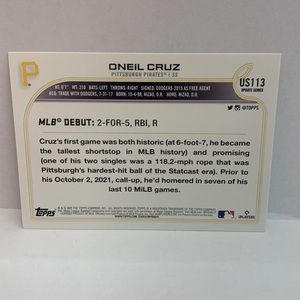 ONEIL CRUZ
PITTSBURGH PIRATES | SS
US113
UPDATE SERIES
P
HT: 6'7" WT: 210 BATS: LEFT THROWS: RIGHT SIGNED: DODGERS-2015 AS FREE AGENT
ACQ: TRADE WITH DODGERS, 7-31-17 BORN: 10-4-98, NIZAO, D.R. HOME: NIZAO, D.R.
@TOPPS
MLB® DEBUT: 2-FOR-5, RBI, R
Cruz's first game was both historic (at 6-foot-7, he became
the tallest shortstop in MLB history) and promising
(one of his two singles was a 118.2-mph rope that was
Pittsburgh's hardest-hit ball of the Statcast era). Prior to
his October 2, 2021, call-up, he'd homered in seven of his
last 10 MiLB games.
TOPPS
PLAYERS